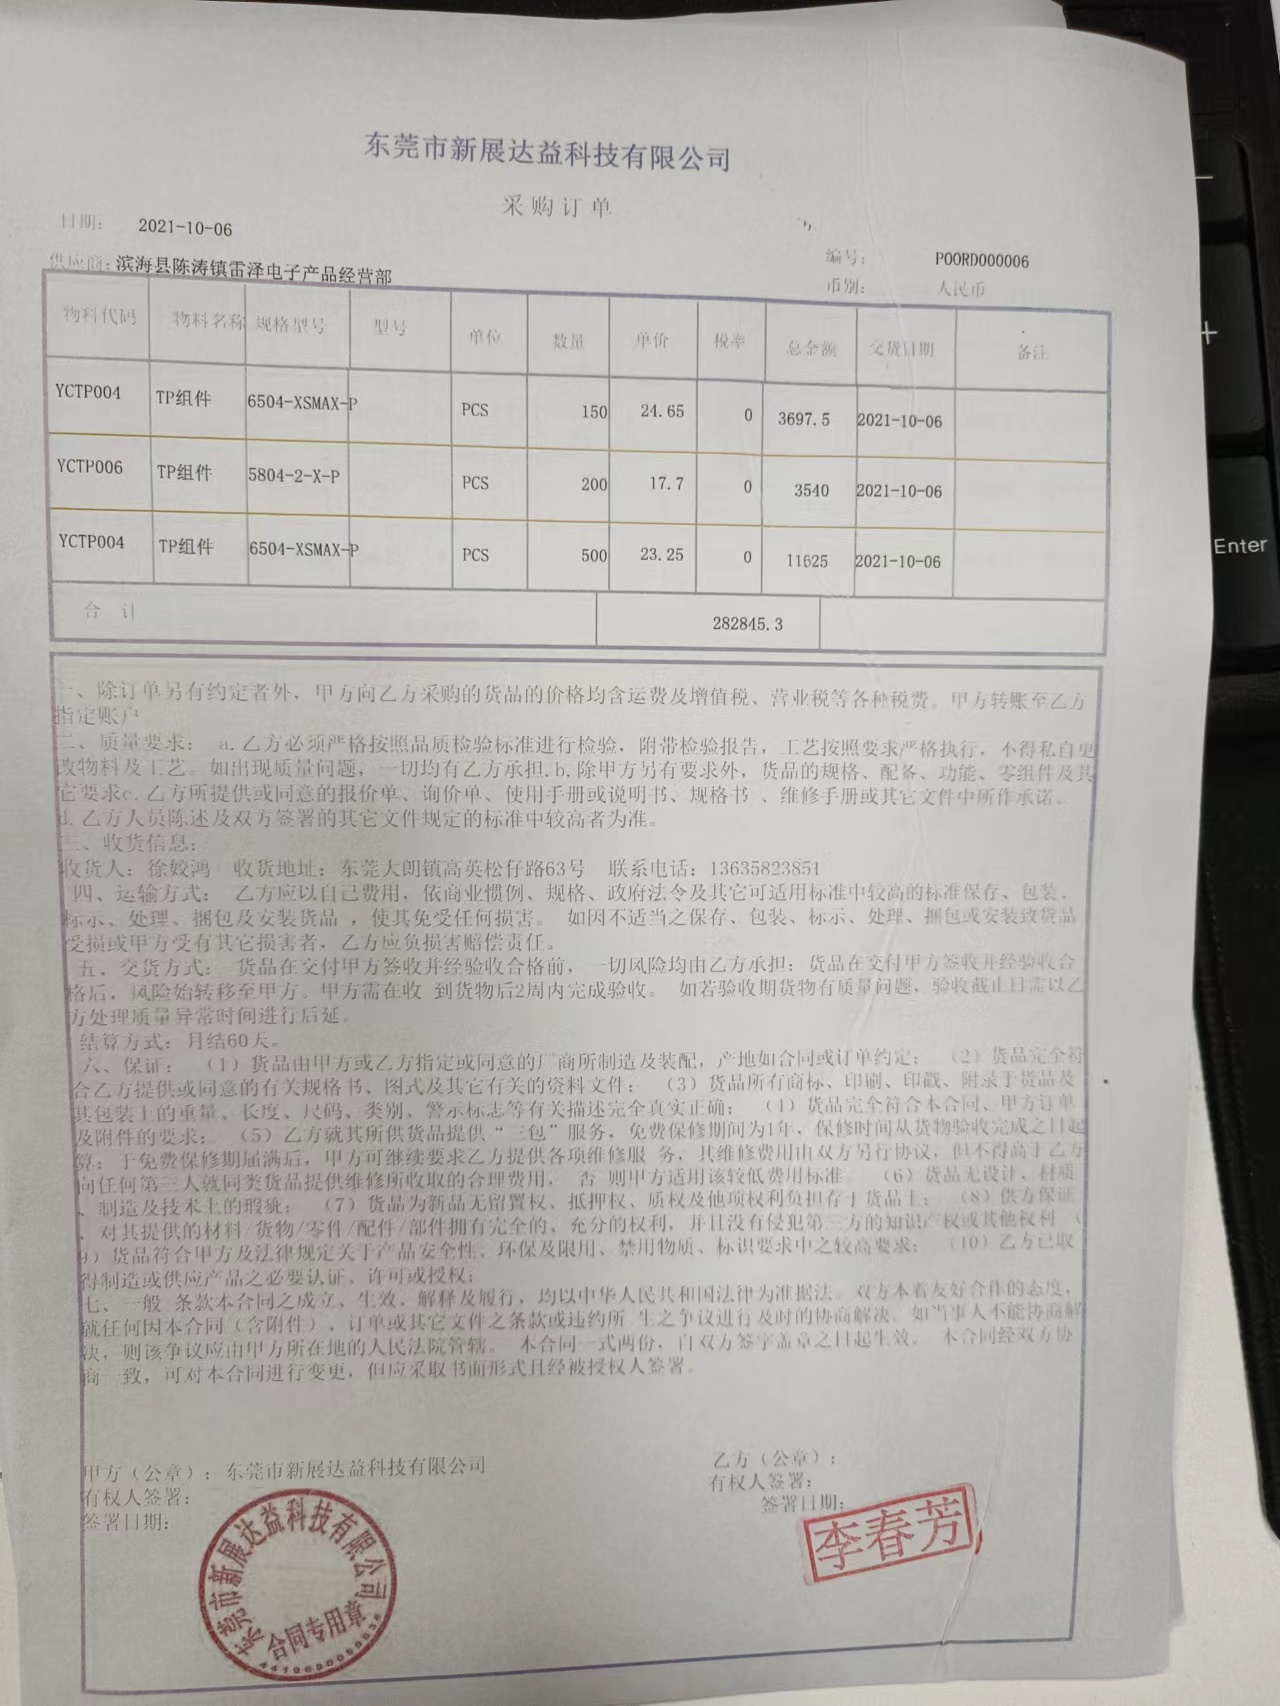 东莞市新展达益科技有限公司
采购订单
日期： 2021-10-06
供应商：滨海县陈涛镇雷泽电子产品经营部
编号： POORD000006
币别： 人民币
物料代码 物料名称 规格型号 型号 单位 数量 单价 税率 总金额 交货日期 备注
YCTP004 TP组件 6504-XSMAX-P PCS 150 24.65 0 3697.5 2021-10-06
YCTP006 TP组件 5804-2-X-P PCS 200 17.7 0 3540 2021-10-06
YCTP004 TP组件 6504-XSMAX-P PCS 500 23.25 0 11625 2021-10-06
合 计 282845.3
一、除订单另有约定者外，甲方向乙方采购的货品的价格均含运费及增值税、营业税等各种税费。甲方转账至乙方
指定账户
二、质量要求： a.乙方必须严格按照品质检验标准进行检验，附带检验报告，工艺按照要求严格执行，不得私自更
改物料及工艺。如出现质量问题，一切均有乙方承担.b.除甲方另有要求外，货品的规格、配备、功能、零组件及其
它要求c.乙方所提供或同意的报价单、询价单、使用手册或说明书、规格书 、维修手册或其它文件中所作承诺。
d.乙方人员陈述及双方签署的其它文件规定的标准中较高者为准。
三、收货信息：
收货人：徐姣鸿 收货地址：东莞大朗镇高英松仔路63号 联系电话：13635823851
四、运输方式： 乙方应以自己费用，依商业惯例、规格、政府法令及其它可适用标准中较高的标准保存、包装、
标示、处理、捆包及安装货品 ，使其免受任何损害。 如因不适当之保存、包装、标示、处理、捆包或安装致货品
受损或甲方受有其它损害者，乙方应负损害赔偿责任。
五、交货方式： 货品在交付甲方签收并经验收合格前，一切风险均由乙方承担；货品在交付甲方签收并经验收合
格后，风险始转移至甲方。甲方需在收 到货物后2周内完成验收。 如若验收期货物有质量问题，验收截止日需以乙
方处理质量异常时间进行后延。
结算方式：月结60天。
六、保证： （1）货品由甲方或乙方指定或同意的厂商所制造及装配，产地如合同或订单约定； （2）货品完全符
合乙方提供或同意的有关规格书、图式及其它有关的资料文件； （3）货品所有商标、印刷、印戳、附录于货品及
其包装上的重量、长度、尺码、类别、警示标志等有关描述完全真实正确； （4）货品完全符合本合同、甲方订单
及附件的要求； （5）乙方就其所供货品提供“三包”服务，免费保修期间为1年，保修时间从货物验收完成之日起
算；于免费保修期届满后，甲方可继续要求乙方提供各项维修服 务，其维修费用由双方另行协议，但不得高于乙方
向任何第三人就同类货品提供维修所收取的合理费用， 否 则甲方适用该较低费用标准。 （6）货品无设计、材质
、制造及技术上的瑕疵； （7）货品为新品无留置权、抵押权、质权及他项权利负担存于货品上； （8）供方保证
，对其提供的材料/货物/零件/配件/部件拥有完全的、充分的权利，并且没有侵犯第三方的知识产权或其他权利 （
9）货品符合甲方及法律规定关于产品安全性、环保及限用、禁用物质、标识要求中之较高要求； （10）乙方已取
得制造或供应产品之必要认证、许可或授权；
七、一般 条款本合同之成立、生效、解释及履行，均以中华人民共和国法律为准据法。双方本着友好合作的态度，
就任何因本合同（含附件）、订单或其它文件之条款或违约所 生之争议进行及时的协商解决。如当事人不能协商解
决，则该争议应由甲方所在地的人民法院管辖。 本合同一式两份，自双方签字盖章之日起生效。 本合同经双方协
商一致，可对本合同进行变更，但应采取书面形式且经被授权人签署。
甲方（公章）：东莞市新展达益科技有限公司
有权人签署：
签署日期：
乙方（公章）：
有权人签署：
签署日期：
东莞市新展达益科技有限公司
合同专用章
李春芳
+
Enter